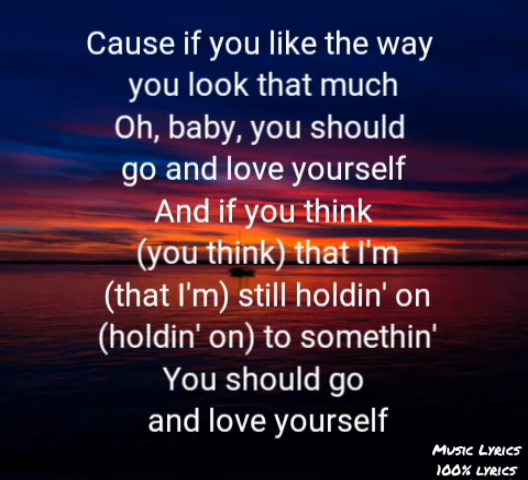 Cause if you like the way
you look that much
Oh, baby, you should
go and love yourself
And if you think
(you think) that I'm
(that I'm) still holdin' on
(holdin' on) to somethin'
You should go
and love yourself
Music Lyrics
100% lyrics